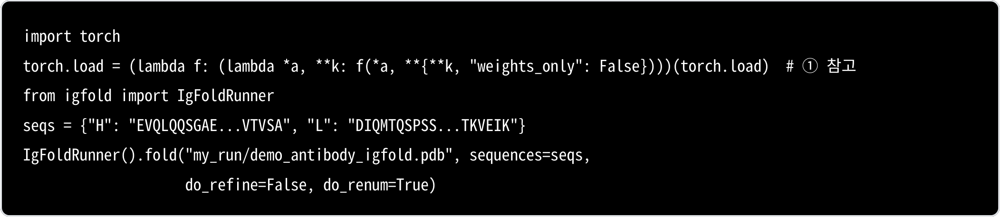 import torch
torch.load = (lambda f: (lambda *a, **k: f(*a, **{**k, "weights_only": False})))(torch.load)  # ① 참고
from igfold import IgFoldRunner
seqs = {"H": "EVQLQQSGAE...VTVSA", "L": "DIQMTQSPSS...TKVEIK"}
IgFoldRunner().fold("my_run/demo_antibody_igfold.pdb", sequences=seqs,
                    do_refine=False, do_renum=True)